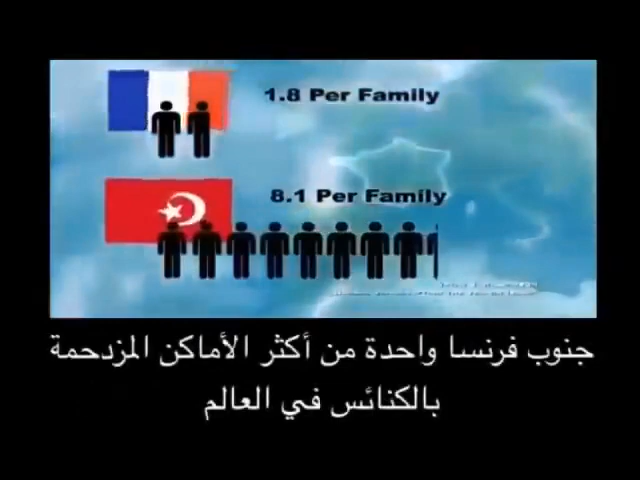 1.8 Per Family
8.1 Per Family
جنوب فرنسا واحدة من أكثر الأماكن المزدحمة
بالكنائس في العالم